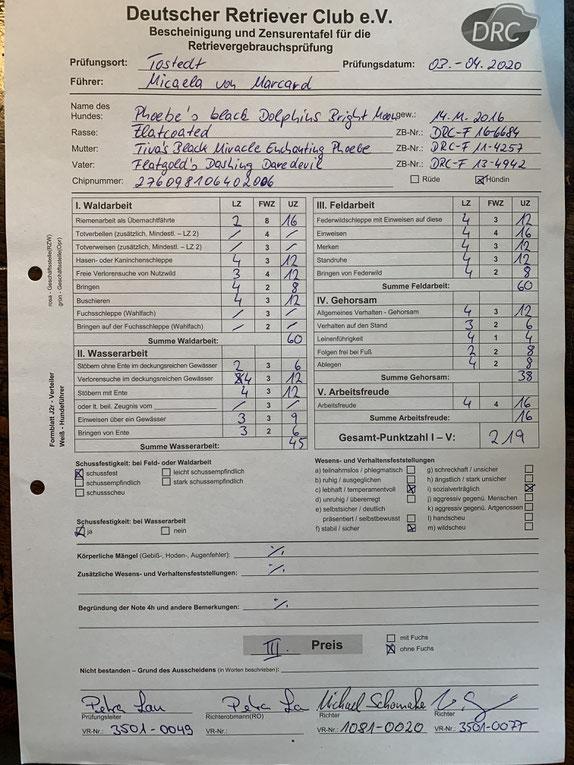 Deutscher Retriever Club e.V.
Bescheinigung und Zensurentafel für die
Retrievergebrauchsprüfung
DRC
Prüfungsort: Tostedt Prüfungsdatum: 03.-04.2020
Führer: Micaela von Marcard
Name des
Hundes: Phoebe's black Dolphins Bright Moon gew.: 14.11.2016
Rasse: Flatcoated ZB-Nr.: DRC-F 16-6684
Mutter: Tiva's Black Miracle Enchanting Phoebe ZB-Nr.: DRC-F 11-4257
Vater: Flatgold's Dashing Daredevil ZB-Nr.: DRC-F 13-4942
Chipnummer: 276098106402006 Rüde Hündin
I. Waldarbeit LZ FWZ UZ
Riemenarbeit als Übernachtfährte 2 8 16
Totverbellen (zusätzlich, Mindestl. – LZ 2) / 4 /
Totverweisen (zusätzlich, Mindestl. – LZ 2) / 3 /
Hasen- oder Kaninchenschleppe 4 3 12
Freie Verlorensuche von Nutzwild 3 4 12
Bringen 4 2 8
Buschieren 4 3 12
Fuchsschleppe (Wahlfach) / 3 /
Bringen auf der Fuchsschleppe (Wahlfach) / 2 /
Summe Waldarbeit: 60
II. Wasserarbeit
Stöbern ohne Ente im deckungsreichen Gewässer 2 3 6
Verlorensuche im deckungsreichen Gewässer 4 3 12
Stöbern mit Ente 4 3 12
oder lt. beil. Zeugnis vom / 3 /
Einweisen über ein Gewässer 3 3 9
Bringen von Ente 3 2 6
Summe Wasserarbeit: 45
III. Feldarbeit LZ FWZ UZ
Federwildschleppe mit Einweisen auf diese 4 3 12
Einweisen 4 4 16
Merken 4 3 12
Standruhe 4 3 12
Bringen von Federwild 4 2 8
Summe Feldarbeit: 60
IV. Gehorsam
Allgemeines Verhalten - Gehorsam 4 3 12
Verhalten auf den Stand 3 2 6
Leinenführigkeit 4 1 4
Folgen frei bei Fuß 2 8
Ablegen 4 2 8
Summe Gehorsam: 38
V. Arbeitsfreude
Arbeitsfreude 4 4 16
Summe Arbeitsfreude: 16
Gesamt-Punktzahl I – V: 219
rosa - Geschäftsstelle(RZW)
grün - Geschäftsstelle(Opr)
Formblatt J2r - Verteiler
Weiß - Hundeführer
Schussfestigkeit: bei Feld- oder Waldarbeit
schussfest leicht schussempfindlich
schussempfindlich stark schussempfindlich
schussscheu
Schussfestigkeit: bei Wasserarbeit
ja nein
Wesens- und Verhaltensfeststellungen
a) teilnahmslos / phlegmatisch g) schreckhaft / unsicher
b) ruhig / ausgeglichen h) ängstlich / stark unsicher
c) lebhaft / temperamentvoll i) sozialverträglich
d) unruhig / überergt j) aggressiv gegenü. Menschen
e) selbstsicher / deutlich k) aggressiv gegenü. Artgenossen
präsentiert / selbstbewusst l) handscheu
f) stabil / sicher m) wildscheu
Körperliche Mängel (Gebiß-, Hoden-, Augenfehler): ·/.
Zusätzliche Wesens- und Verhaltensfeststellungen: ·/.
Begründung der Note 4h und andere Bemerkungen: ·/.
III. Preis mit Fuchs
ohne Fuchs
Nicht bestanden – Grund des Ausscheidens (in Worten beschrieben):
Petra Lau
Prüfungsleiter Richterobmann(RO) Richter Richter
VR-Nr.: 3501-0049 VR-Nr.: VR-Nr.: 1081-0020 VR-Nr.: 3501-0077